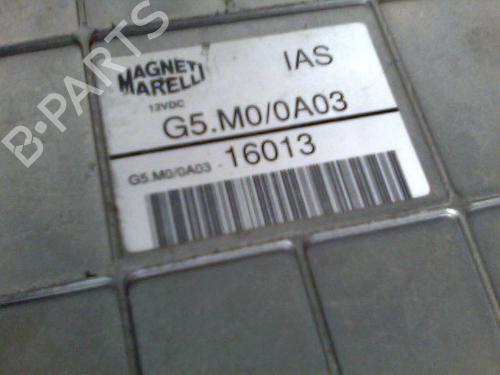 B-PARTS
MAGNETI
MARELLI
IAS
12VDC
G5.M0/0A03
16013
G5.M0/0A03